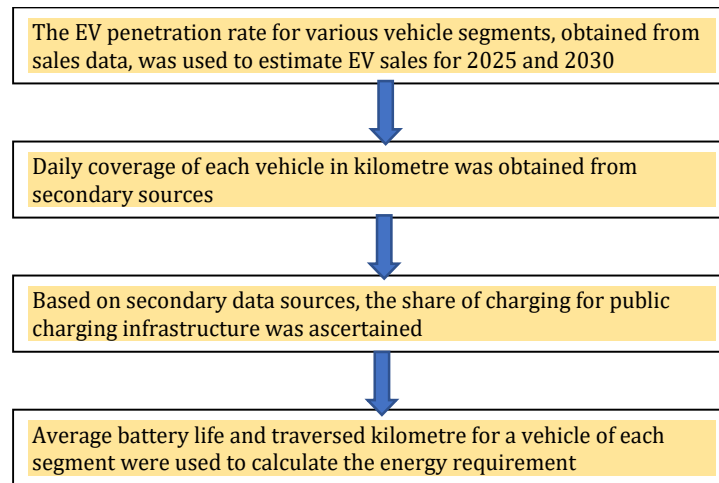 The EV penetration rate for various vehicle segments, obtained from
sales data, was used to estimate EV sales for 2025 and 2030
Daily coverage of each vehicle in kilometre was obtained from
secondary sources
Based on secondary data sources, the share of charging for public
charging infrastructure was ascertained
Average battery life and traversed kilometre for a vehicle of each
segment were used to calculate the energy requirement